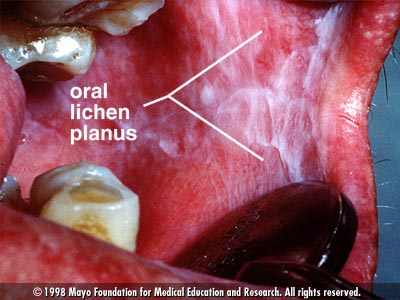 oral
lichen
planus
© 1998 Mayo Foundation for Medical Education and Research. All rights reserved.